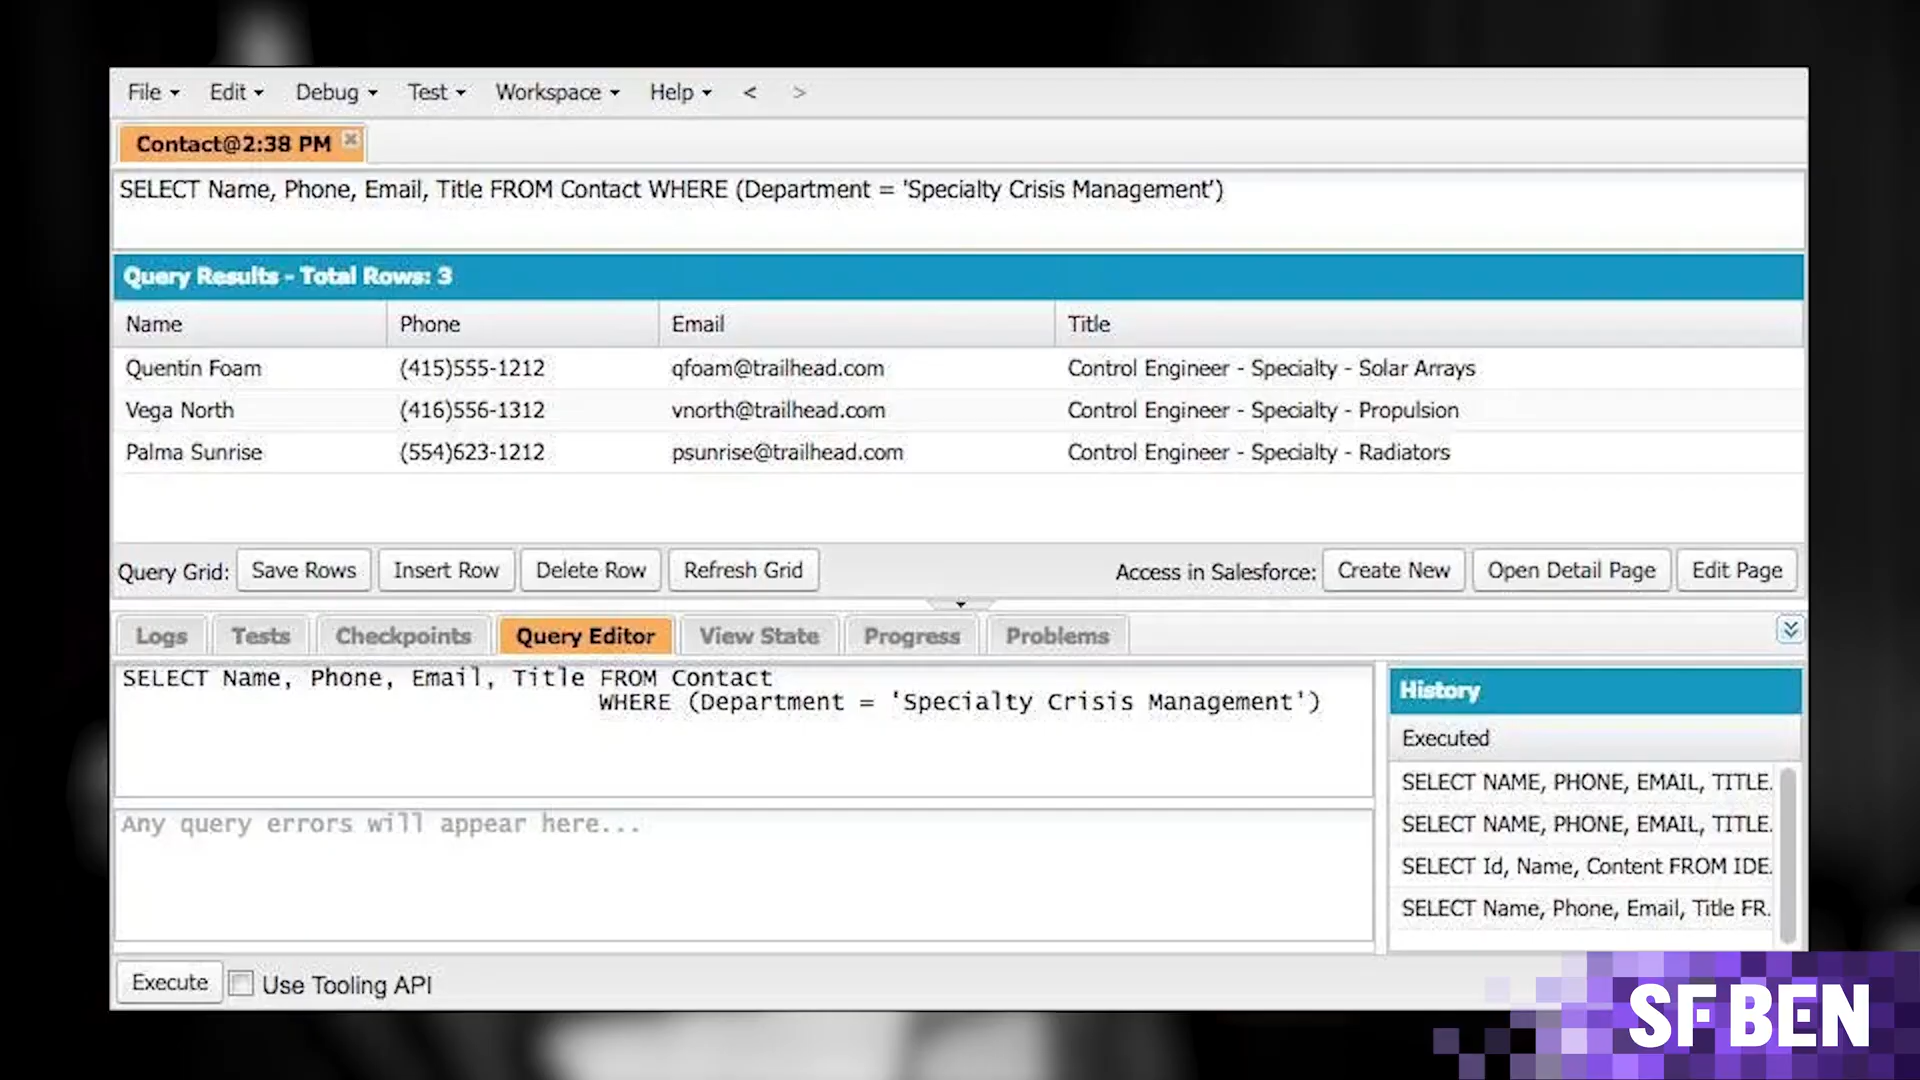 File Edit Debug Test Workspace Help < >
Contact@2:38 PM
SELECT Name, Phone, Email, Title FROM Contact WHERE (Department = 'Specialty Crisis Management')
Query Results - Total Rows: 3
Name Phone Email Title
Quentin Foam (415)555-1212 qfoam@trailhead.com Control Engineer - Specialty - Solar Arrays
Vega North (416)556-1312 vnorth@trailhead.com Control Engineer - Specialty - Propulsion
Palma Sunrise (554)623-1212 psunrise@trailhead.com Control Engineer - Specialty - Radiators
Query Grid: Save Rows Insert Row Delete Row Refresh Grid Access in Salesforce: Create New Open Detail Page Edit Page
Logs Tests Checkpoints Query Editor View State Progress Problems
SELECT Name, Phone, Email, Title FROM Contact
WHERE (Department = 'Specialty Crisis Management')
Any query errors will appear here...
History
Executed
SELECT NAME, PHONE, EMAIL, TITLE.
SELECT NAME, PHONE, EMAIL, TITLE.
SELECT Id, Name, Content FROM IDE.
SELECT Name, Phone, Email, Title FR.
Execute Use Tooling API
SF BEN